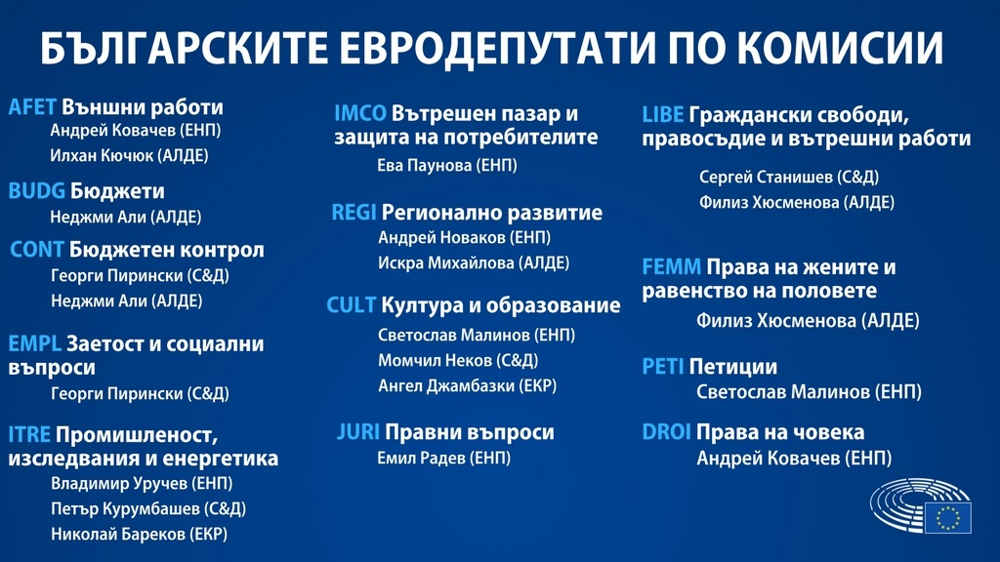 БЪЛГАРСКИТЕ ЕВРОДЕПУТАТИ ПО КОМИСИИ
AFET Външни работи
Андрей Ковачев (ЕНП)
Илхан Кючюк (АЛДЕ)
BUDG Бюджети
Неджми Али (АЛДЕ)
CONT Бюджетен контрол
Георги Пирински (С&Д)
Неджми Али (АЛДЕ)
EMPL Заетост и социални
въпроси
Георги Пирински (С&Д)
ITRE Промишленост,
изследвания и енергетика
Владимир Уручев (ЕНП)
Петър Курумбашев (С&Д)
Николай Бареков (ЕКР)
IMCO Вътрешен пазар и
защита на потребителите
Ева Паунова (ЕНП)
REGI Регионално развитие
Андрей Новаков (ЕНП)
Искра Михайлова (АЛДЕ)
CULT Култура и образование
Светослав Малинов (ЕНП)
Момчил Неков (С&Д)
Ангел Джамбазки (ЕКР)
JURI Правни въпроси
Емил Радев (ЕНП)
LIBE Граждански свободи,
правосъдие и вътрешни работи
Сергей Станишев (С&Д)
Филиз Хюсменова (АЛДЕ)
FEMM Права на жените и
равенство на половете
Филиз Хюсменова (АЛДЕ)
PETI Петиции
Светослав Малинов (ЕНП)
DROI Права на човека
Андрей Ковачев (ЕНП)